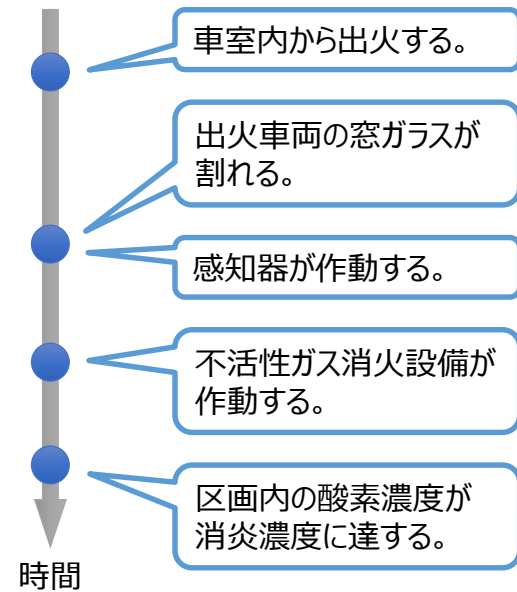 車室内から出火する。
出火車両の窓ガラスが
割れる。
感知器が作動する。
不活性ガス消火設備が
作動する。
区画内の酸素濃度が
消炎濃度に達する。
時間